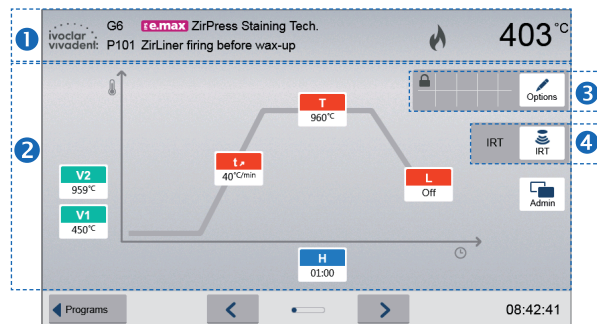 1
ivoclar
vivadent:
G6 e.max ZirPress Staining Tech.
P101 ZirLiner firing before wax-up
403°C
2
3
Options
4
IRT
IRT
Admin
T
960°C
t↗
40°C/min
L
Off
V2
959°C
V1
450°C
H
01:00
Programs
08:42:41